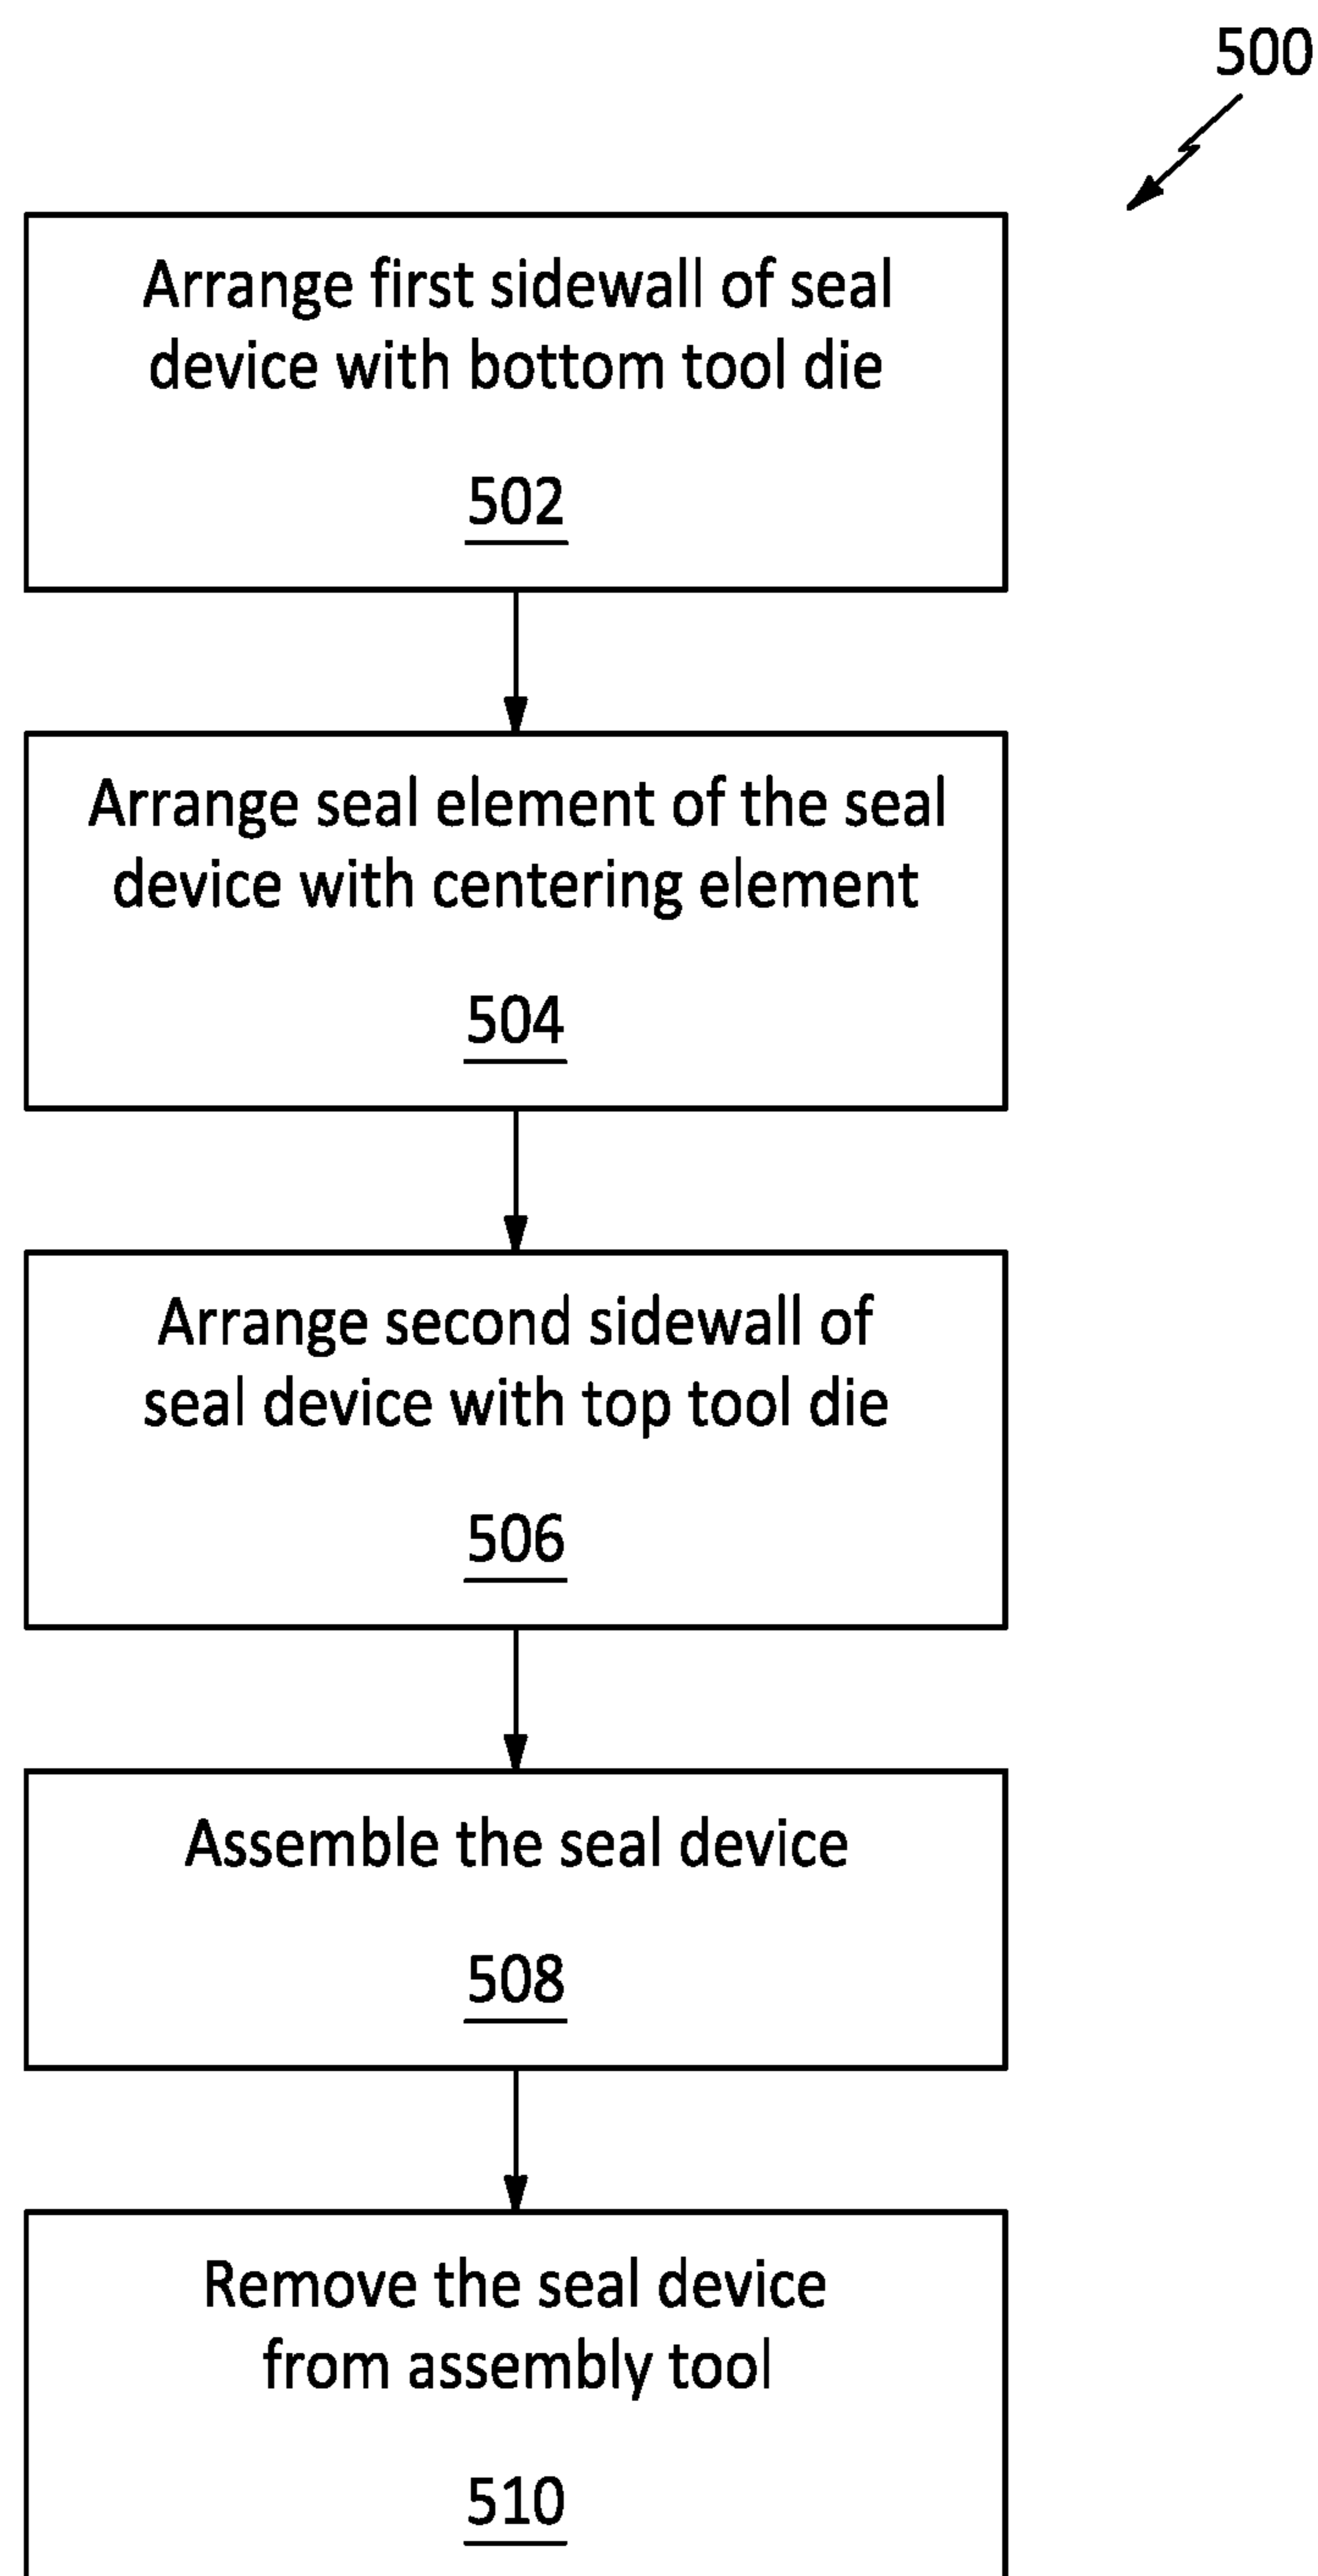 500
Arrange first sidewall of seal
device with bottom tool die
502
Arrange seal element of the seal
device with centering element
504
Arrange second sidewall of
seal device with top tool die
506
Assemble the seal device
508
Remove the seal device
from assembly tool
510